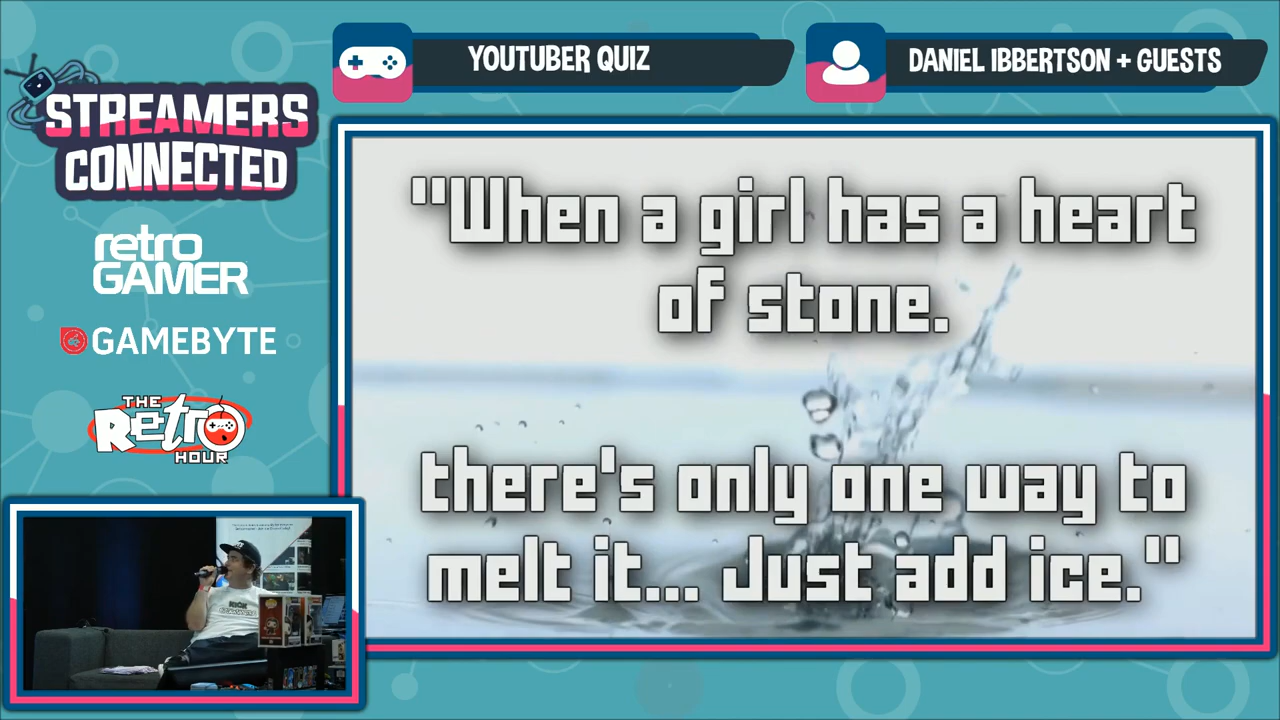 YOUTUBER QUIZ
DANIEL IBBERTSON + GUESTS
STREAMERS
CONNECTED
retro
GAMER
GAMEBYTE
THE
RetrO
HOUR
"When a girl has a heart
of stone.
there's only one way to
melt it... Just add ice."